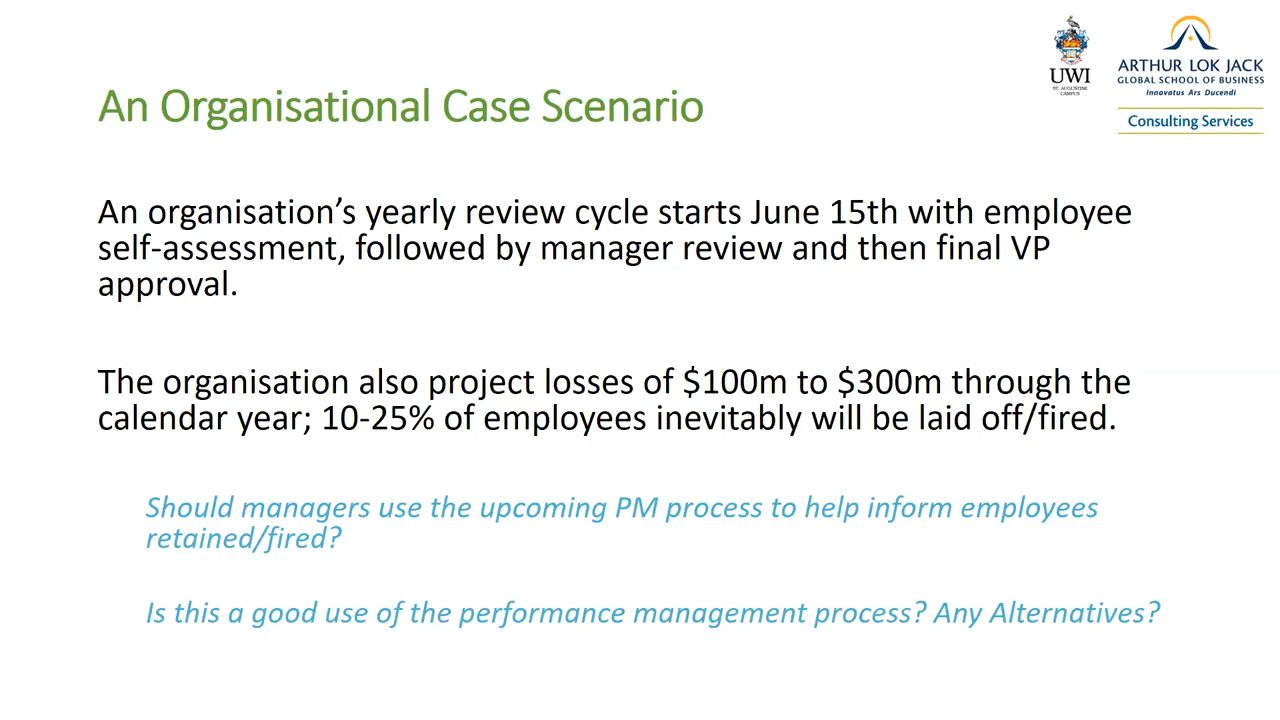 UWI
ST. AUGUSTINE
CAMPUS
ARTHUR LOK JACK
GLOBAL SCHOOL OF BUSINESS
Innovatus Ars Ducendi
Consulting Services
An Organisational Case Scenario
An organisation’s yearly review cycle starts June 15th with employee
self-assessment, followed by manager review and then final VP
approval.
The organisation also project losses of $100m to $300m through the
calendar year; 10-25% of employees inevitably will be laid off/fired.
Should managers use the upcoming PM process to help inform employees
retained/fired?
Is this a good use of the performance management process? Any Alternatives?